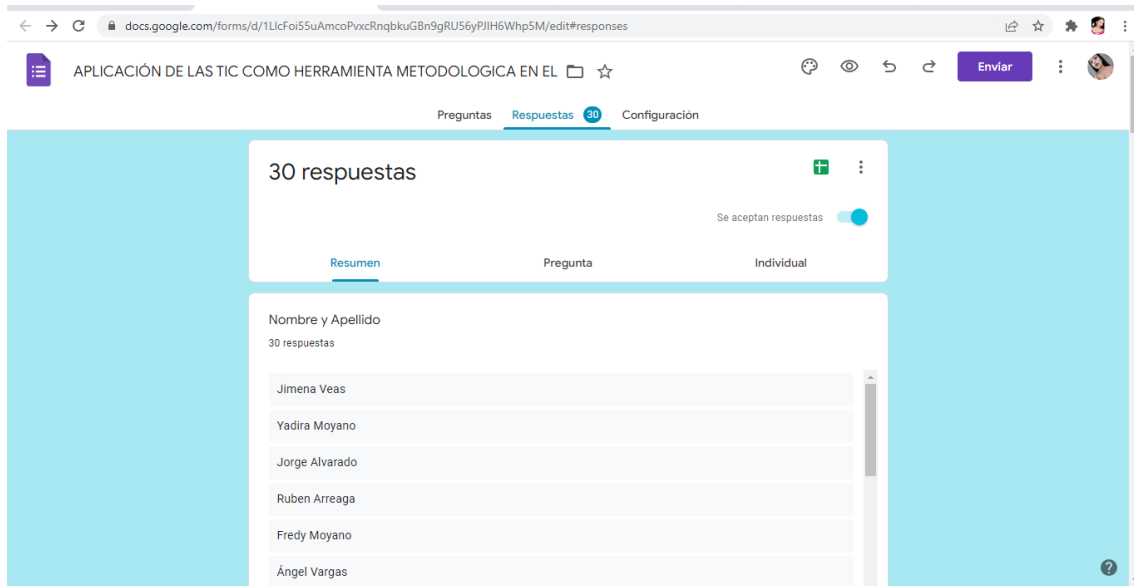 docs.google.com/forms/d/1LlcFoi55uAmcoPvxcRnqbkuGBn9gRU56yPJIH6Whp5M/edit#responses
APLICACIÓN DE LAS TIC COMO HERRAMIENTA METODOLOGICA EN EL
Enviar
Preguntas Respuestas 30 Configuración
30 respuestas
Se aceptan respuestas
Resumen Pregunta Individual
Nombre y Apellido
30 respuestas
Jimena Veas
Yadira Moyano
Jorge Alvarado
Ruben Arreaga
Fredy Moyano
Ángel Vargas